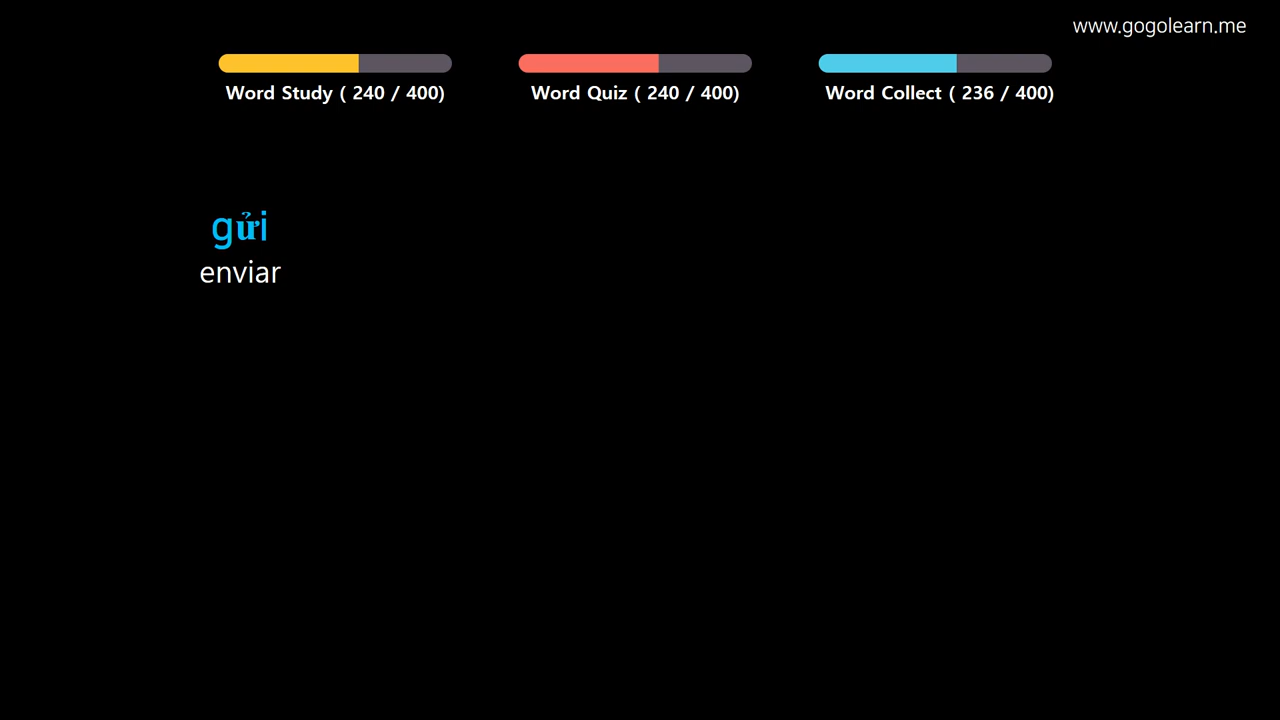 www.gogolearn.me
Word Study ( 240 / 400)
Word Quiz ( 240 / 400)
Word Collect ( 236 / 400)
gửi
enviar